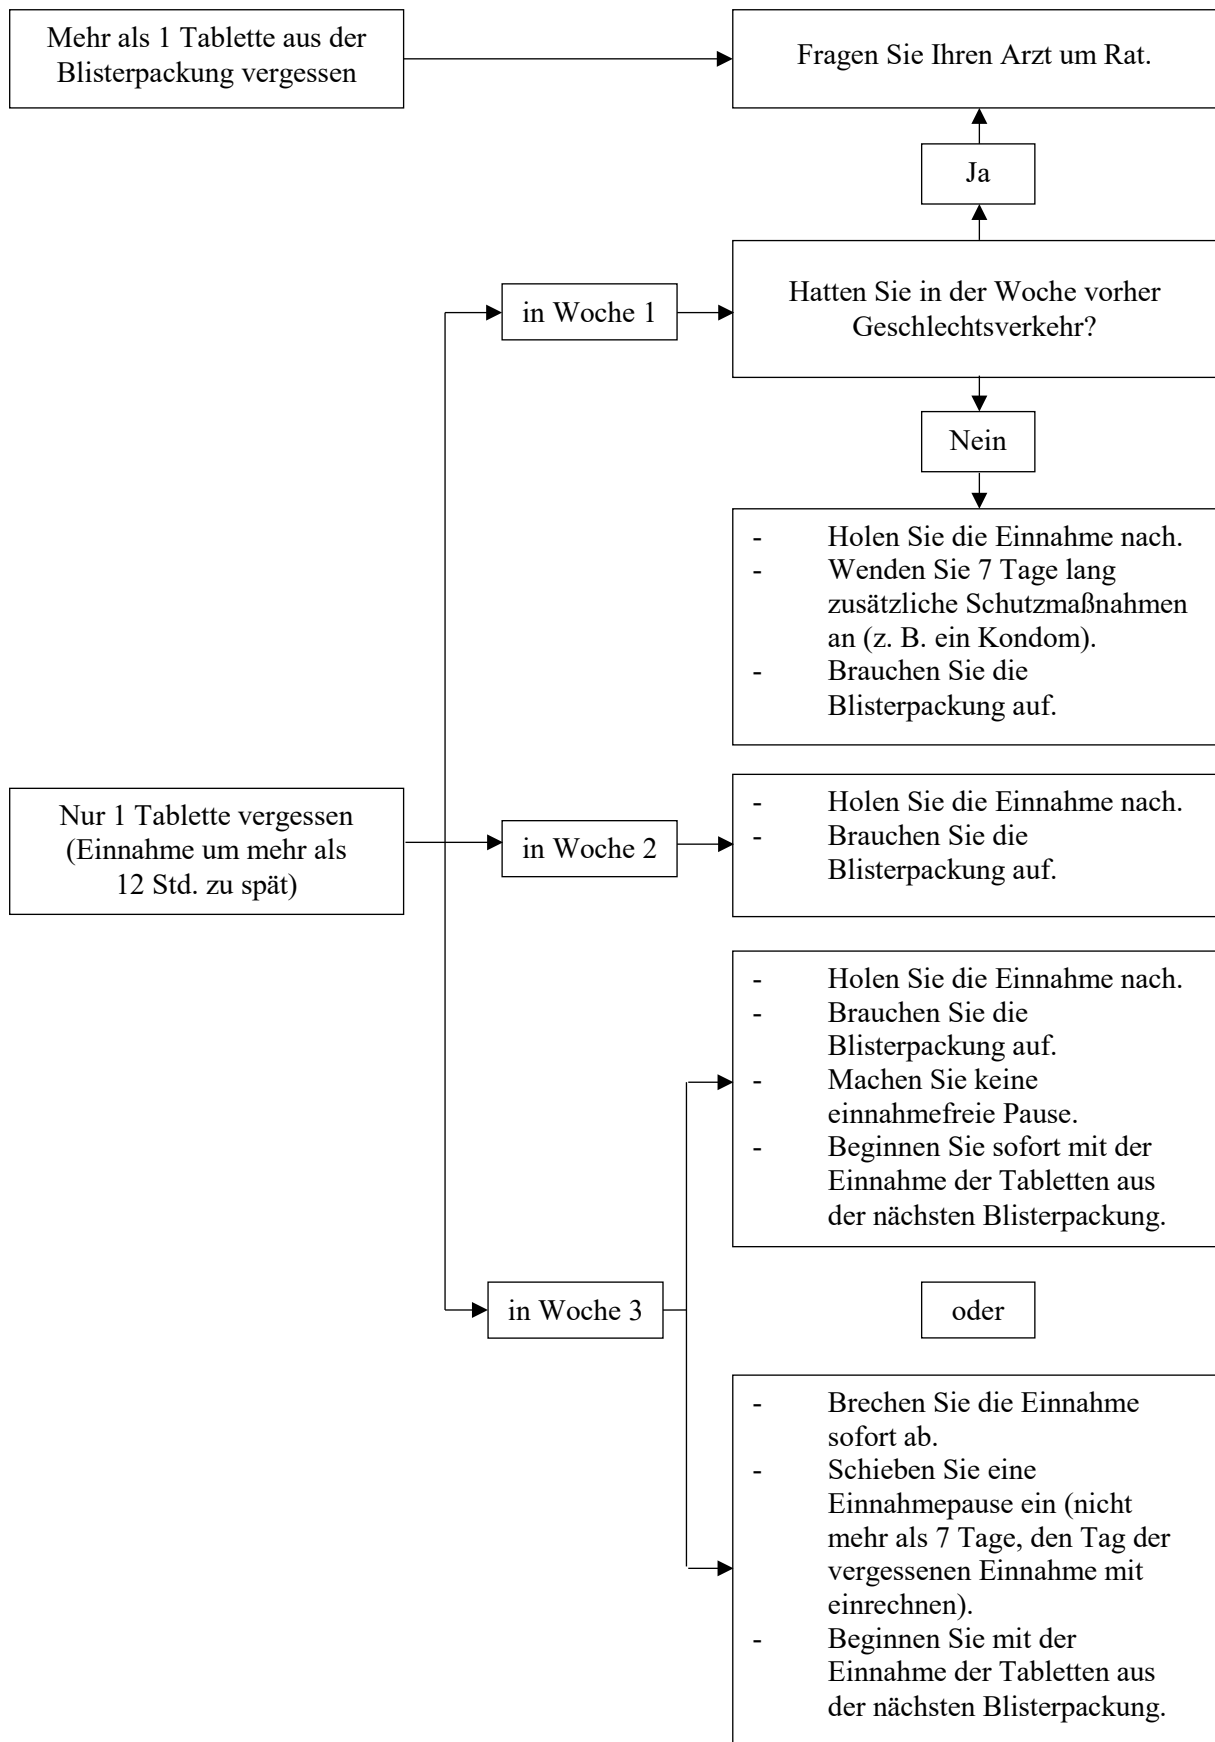 Mehr als 1 Tablette aus der
Blisterpackung vergessen
Fragen Sie Ihren Arzt um Rat.
Ja
in Woche 1
Hatten Sie in der Woche vorher
Geschlechtsverkehr?
Nein
- Holen Sie die Einnahme nach.
- Wenden Sie 7 Tage lang
zusätzliche Schutzmaßnahmen
an (z. B. ein Kondom).
- Brauchen Sie die
Blisterpackung auf.
Nur 1 Tablette vergessen
(Einnahme um mehr als
12 Std. zu spät)
in Woche 2
- Holen Sie die Einnahme nach.
- Brauchen Sie die
Blisterpackung auf.
- Holen Sie die Einnahme nach.
- Brauchen Sie die
Blisterpackung auf.
- Machen Sie keine
einnahmefreie Pause.
- Beginnen Sie sofort mit der
Einnahme der Tabletten aus
der nächsten Blisterpackung.
in Woche 3
oder
- Brechen Sie die Einnahme
sofort ab.
- Schieben Sie eine
Einnahmepause ein (nicht
mehr als 7 Tage, den Tag der
vergessenen Einnahme mit
einrechnen).
- Beginnen Sie mit der
Einnahme der Tabletten aus
der nächsten Blisterpackung.